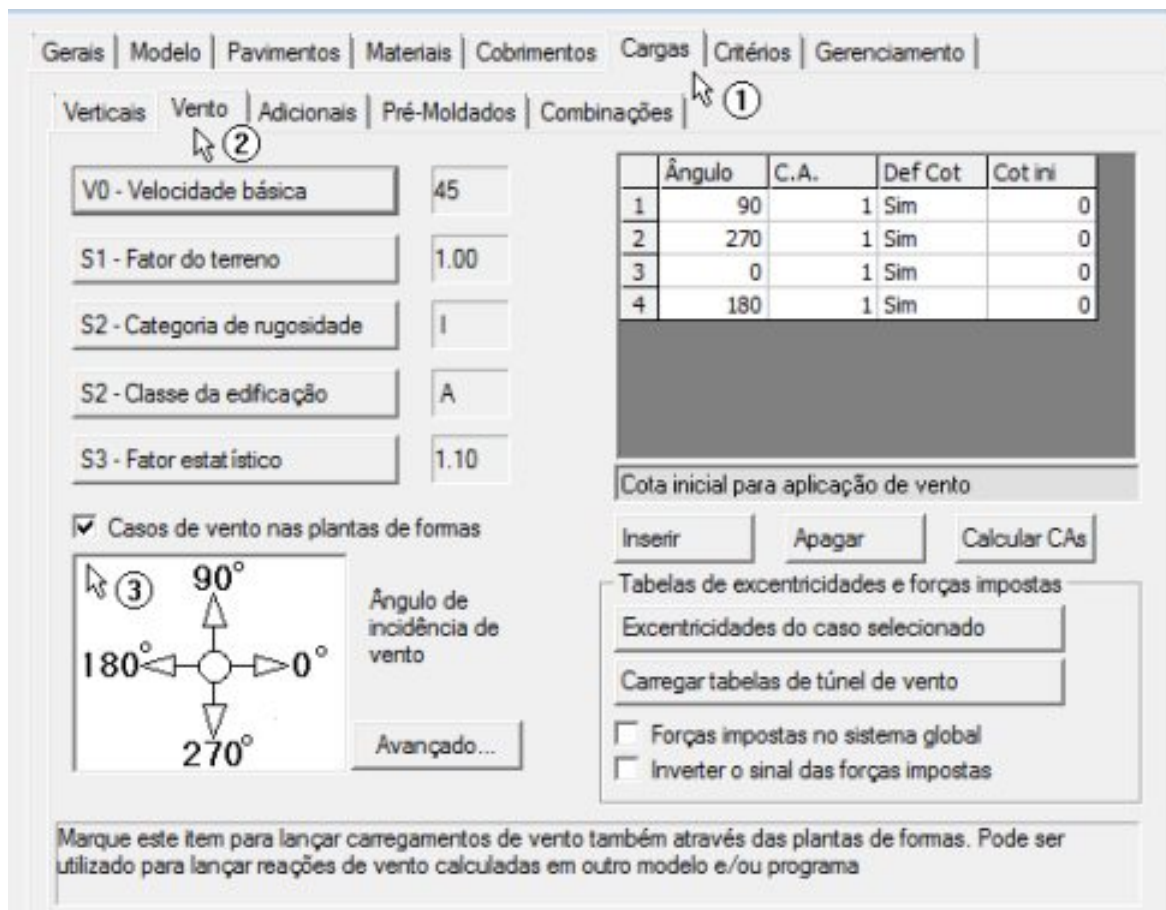 Gerais | Modelo | Pavimentos | Materiais | Cobrimentos | Cargas | Critérios | Gerenciamento |
①
Verticais | Vento | Adicionais | Pré-Moldados | Combinações |
②
V0 - Velocidade básica 45
S1 - Fator do terreno 1.00
S2 - Categoria de rugosidade I
S2 - Classe da edificação A
S3 - Fator estatístico 1.10
Casos de vento nas plantas de formas
③
90°
180° 0°
270°
Ângulo de
incidência de
vento
Avançado...
Ângulo C.A. Def Cot Cot ini
1 90 1 Sim 0
2 270 1 Sim 0
3 0 1 Sim 0
4 180 1 Sim 0
Cota inicial para aplicação de vento
Inserir Apagar Calcular CAs
Tabelas de excentricidades e forças impostas
Excentricidades do caso selecionado
Carregar tabelas de túnel de vento
Forças impostas no sistema global
Inverter o sinal das forças impostas
Marque este item para lançar carregamentos de vento também através das plantas de formas. Pode ser
utilizado para lançar reações de vento calculadas em outro modelo e/ou programa